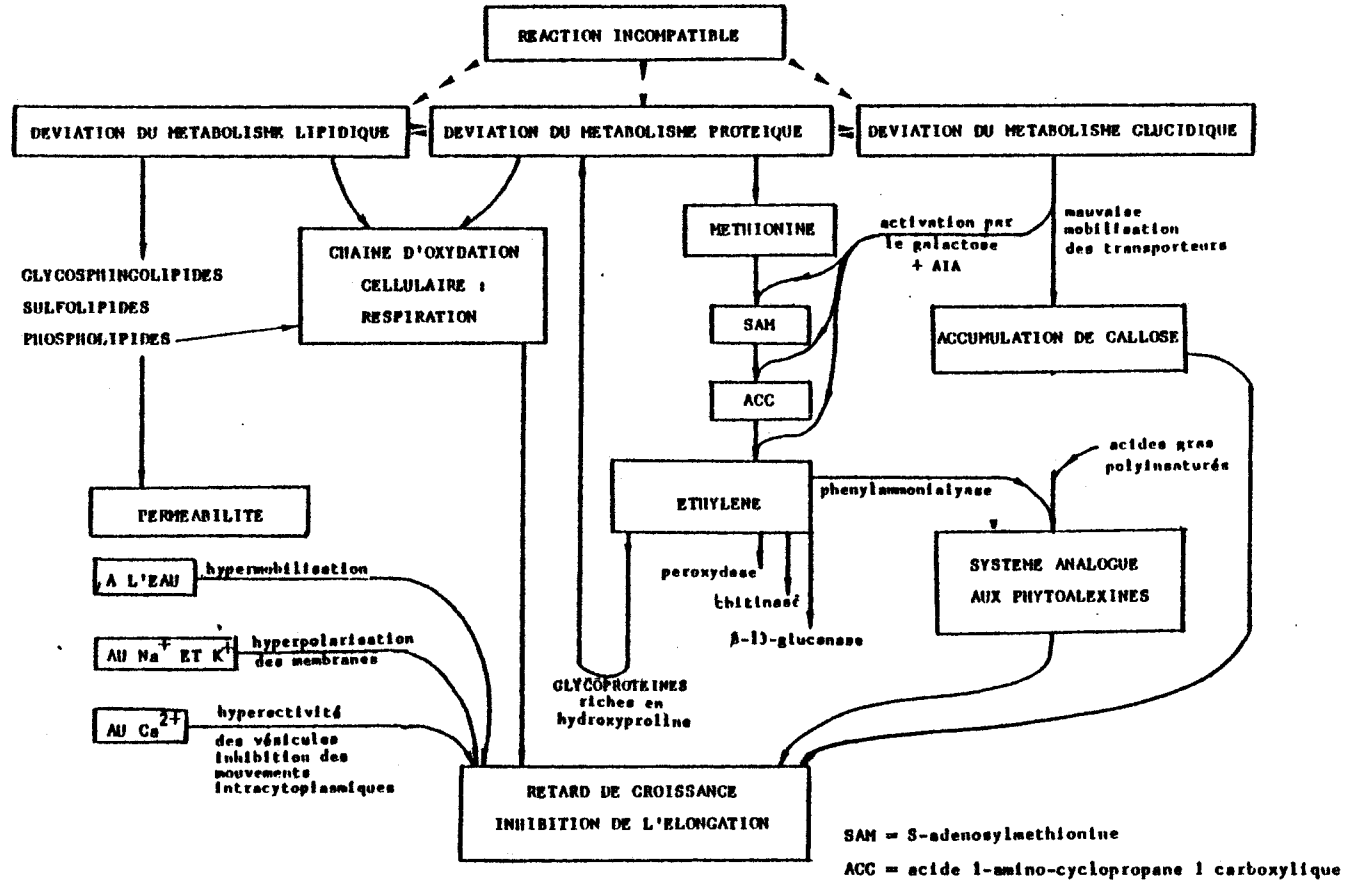 REACTION INCOMPATIBLE
DEVIATION DU METABOLISME LIPIDIQUE
DEVIATION DU METABOLISME PROTEIQUE
DEVIATION DU METABOLISME GLUCIDIQUE
METHIONINE
activation par
le galactose
+ AIA
mauvaise
mobilisation
des transporteurs
CHAINE D'OXYDATION
CELLULAIRE :
RESPIRATION
GLYCOSPHINGOLIPIDES
SULFOLIPIDES
PHOSPHOLIPIDES
SAM
ACCUMULATION DE CALLOSE
ACC
acides gras
polyinsaturés
ETHYLENE
phenylammonialyase
PERMEABILITE
SYSTEME ANALOGUE
AUX PHYTOALEXINES
A L'EAU
hypermobilisation
peroxydase
chitinase
β-1)-gluconase
AU Na+ ET K+
hyperpolarisation
des membranes
GLYCOPROTEINES
riches en
hydroxyproline
AU Ca2+
hyperactivité
des vésicules
inhibition des
mouvements
intracytoplasmiques
RETARD DE CROISSANCE
INHIBITION DE L'ELONGATION
SAM = S-adenosylmethionine
ACC = acide 1-amino-cyclopropane 1 carboxylique